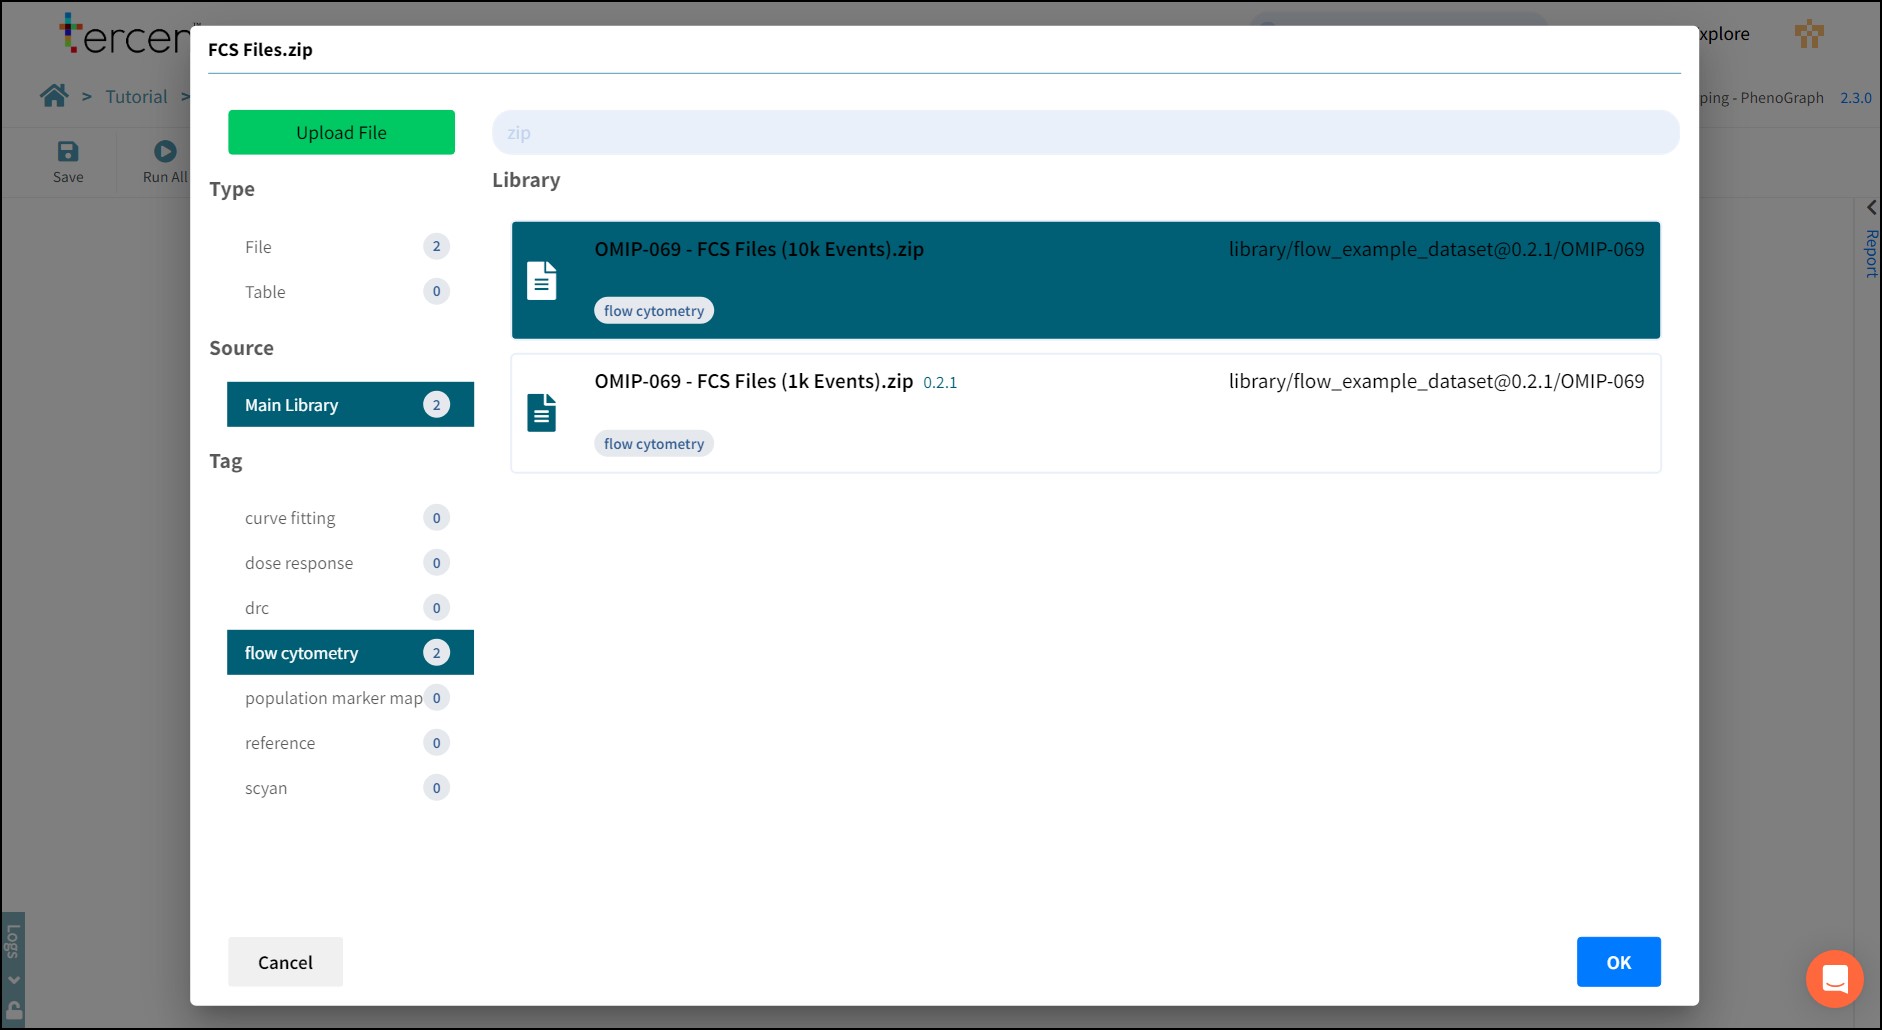 tercen
xplore
FCS Files.zip
> Tutorial >
ping - PhenoGraph 2.3.0
Save
Run All
Upload File
zip
Library
Type
File 2
Table 0
Source
Main Library 2
Tag
curve fitting 0
dose response 0
drc 0
flow cytometry 2
population marker map 0
reference 0
scyan 0
OMIP-069 - FCS Files (10k Events).zip
library/flow_example_dataset@0.2.1/OMIP-069
flow cytometry
OMIP-069 - FCS Files (1k Events).zip 0.2.1
library/flow_example_dataset@0.2.1/OMIP-069
flow cytometry
Report
Logs
Cancel
OK